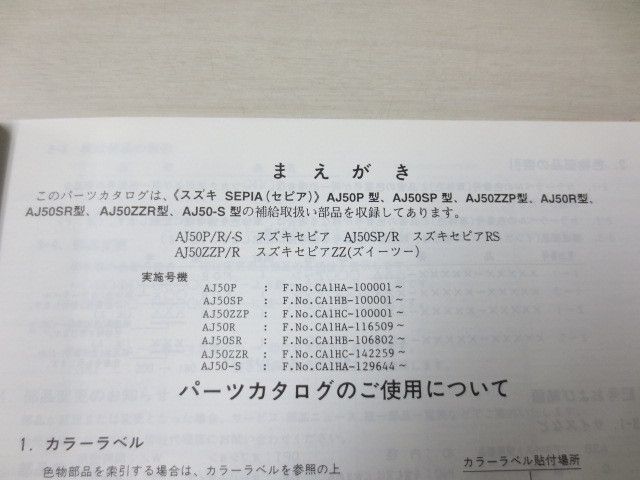 まえがき
このパーツカタログは、《スズキ SEPIA(セピア)》AJ50P型、AJ50SP型、AJ50ZZP型、AJ50R型、
AJ50SR型、AJ50ZZR型、AJ50-S型の補給取扱い部品を収録してあります。
AJ50P/R/-S スズキセピア AJ50SP/R スズキセピアRS
AJ50ZZP/R スズキセピアZZ(ズイーツー)
実施号機
AJ50P : F.No.CA1HA-100001～
AJ50SP : F.No.CA1HB-100001～
AJ50ZZP : F.No.CA1HC-100001～
AJ50R : F.No.CA1HA-116509～
AJ50SR : F.No.CA1HB-106802～
AJ50ZZR : F.No.CA1HC-142259～
AJ50-S : F.No.CA1HA-129644～
パーツカタログのご使用について
1. カラーラベル
色物部品を索引する場合は、カラーラベルを参照の上
カラーラベル貼付場所